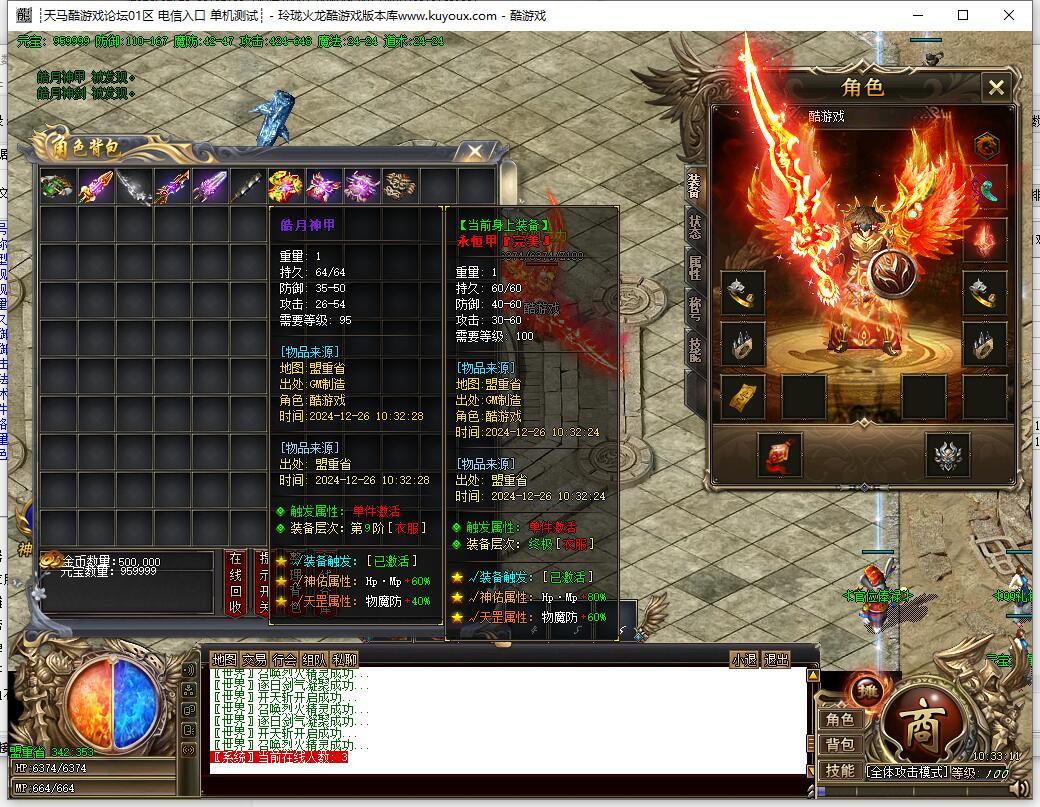 天马酷游戏论坛01区 电信入口 单机测试┆ - 玲珑火龙酷游戏版本库www.kuyoux.com - 酷游戏
元宝: 959999 防御:110-167 魔防:42-47 攻击:424-648 魔法:24-24 道术:24-24
皓月神甲 被发现.
皓月神剑 被发现.
角色背包
皓月神甲
重量: 1
持久: 64/64
防御: 35-50
攻击: 26-54
需要等级: 95
[物品来源]
地图:盟重省
出处:GM制造
角色:酷游戏
时间:2024-12-26 10:32:28
[物品来源]
出处: 盟重省
时间: 2024-12-26 10:32:28
触发属性: 单件激活
装备层次: 第9阶[衣服]
√装备触发: [已激活]
√神佑属性: Hp·Mp+60%
√天罡属性: 物魔防+40%
【当前身上装备】
永恒甲『完美』
重量: 1
持久: 60/60
防御: 40-60
攻击: 30-60
需要等级: 100
[物品来源]
地图:盟重省
出处:GM制造
角色:酷游戏
时间:2024-12-26 10:32:24
[物品来源]
出处: 盟重省
时间: 2024-12-26 10:32:24
触发属性: 单件激活
装备层次: 终极[衣服]
√装备触发: [已激活]
√神佑属性: Hp·Mp+80%
√天罡属性: 物魔防+60%
酷游戏
金币数量:500,000
元宝数量: 959999
在线回收
指示开关
角色
酷游戏
装备
状态
属性
称号
技能
地图 交易 行会 组队 私聊
小退 退出
〖世界〗召唤烈火精灵成功...
〖世界〗逐日剑气凝聚成功...
〖世界〗开天斩开启成功...
〖世界〗召唤烈火精灵成功...
〖世界〗逐日剑气凝聚成功...
〖世界〗开天斩开启成功...
〖世界〗召唤烈火精灵成功...
〖系统〗当前在线人数: 3
盟重省 342:353
HP:6374/6374
MP:664/664
<官位俸禄>
元宝
摊
商
角色
背包
技能
10:33:11
[全体攻击模式]等级: 100